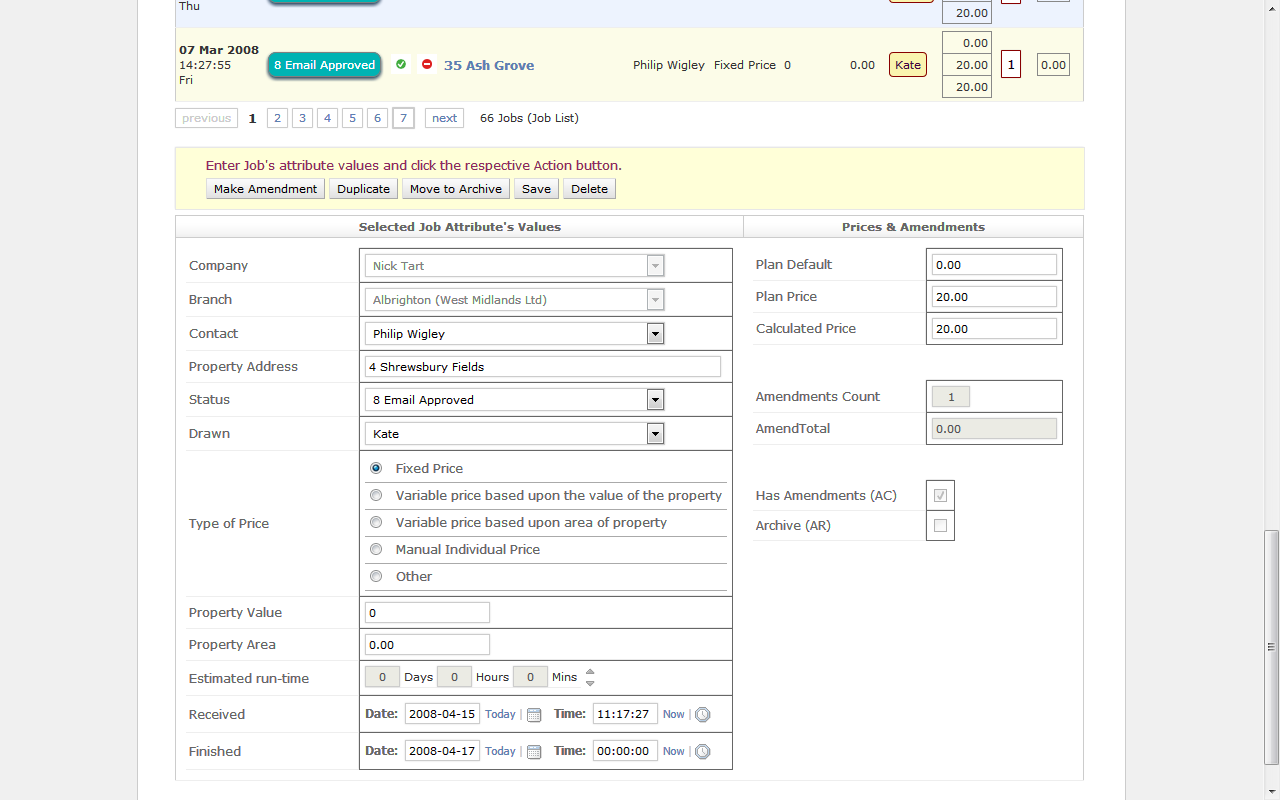 Thu
20.00
07 Mar 2008
14:27:55
Fri
8 Email Approved
35 Ash Grove
Philip Wigley
Fixed Price
0
0.00
Kate
0.00
20.00
20.00
1
0.00
previous 1 2 3 4 5 6 7 next 66 Jobs (Job List)
Enter Job's attribute values and click the respective Action button.
Make Amendment Duplicate Move to Archive Save Delete
Selected Job Attribute's Values
Company Nick Tart
Branch Albrighton (West Midlands Ltd)
Contact Philip Wigley
Property Address 4 Shrewsbury Fields
Status 8 Email Approved
Drawn Kate
Type of Price
Fixed Price
Variable price based upon the value of the property
Variable price based upon area of property
Manual Individual Price
Other
Property Value 0
Property Area 0.00
Estimated run-time 0 Days 0 Hours 0 Mins
Received Date: 2008-04-15 Today | Time: 11:17:27 Now |
Finished Date: 2008-04-17 Today | Time: 00:00:00 Now |
Prices & Amendments
Plan Default 0.00
Plan Price 20.00
Calculated Price 20.00
Amendments Count 1
AmendTotal 0.00
Has Amendments (AC)
Archive (AR)